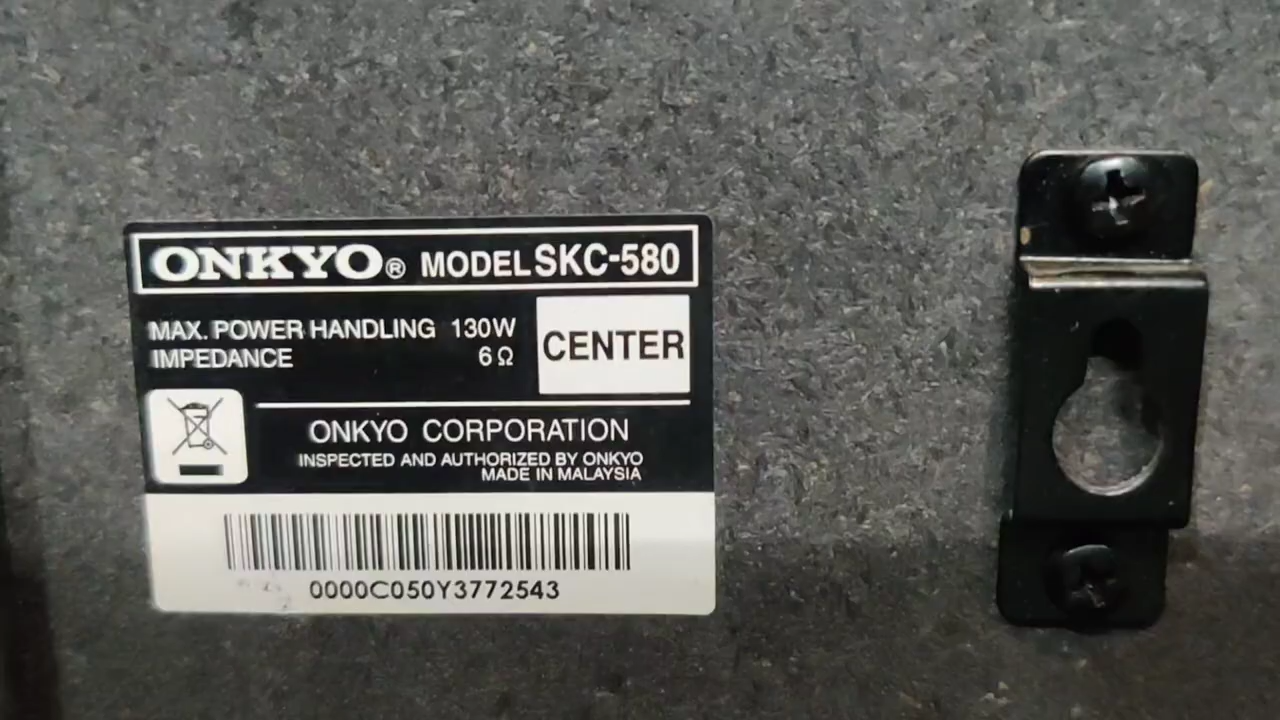 ONKYO® MODEL SKC-580
MAX. POWER HANDLING 130W
IMPEDANCE 6Ω
CENTER
ONKYO CORPORATION
INSPECTED AND AUTHORIZED BY ONKYO
MADE IN MALAYSIA
0000C050Y3772543